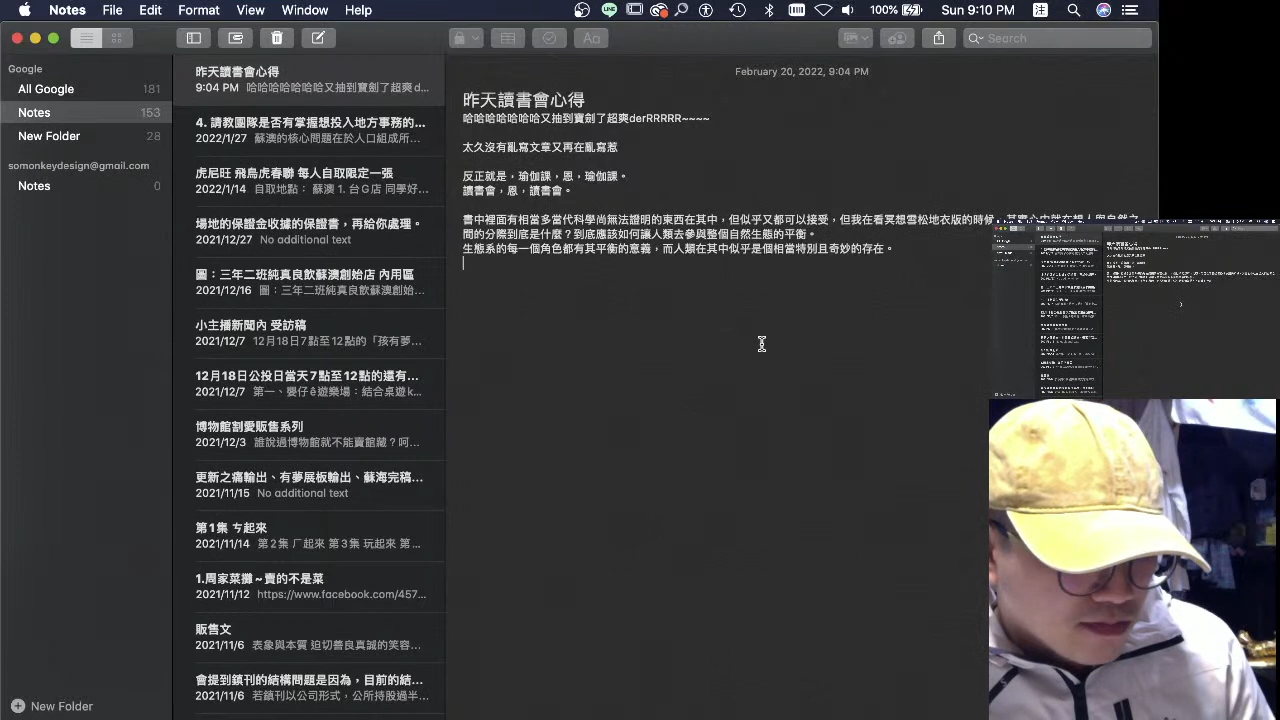 Notes File Edit Format View Window Help
100% Sun 9:10 PM 注
Aa
Search
Google
All Google 181
Notes 153
New Folder 28
somonkeydesign@gmail.com
Notes 0
New Folder
昨天讀書會心得
9:04 PM 哈哈哈哈哈哈哈又抽到寶劍了超爽d...
4. 請教團隊是否有掌握想投入地方事務的...
2022/1/27 蘇澳的核心問題在於人口組成所...
虎尼旺 飛鳥虎春聯 每人自取限定一張
2022/1/14 自取地點： 蘇澳 1. 台G店 同學好...
場地的保證金收據的保證書，再給你處理。
2021/12/27 No additional text
圖：三年二班純真良飲蘇澳創始店 內用區
2021/12/16 圖：三年二班純真良飲蘇澳創始...
小主播新聞內 受訪稿
2021/12/7 12月18日7點至12點的「孩有夢...
12月18日公投日當天7點至12點的還有...
2021/12/7 第一、嬰仔ê遊樂場：結合桌遊k...
博物館割愛販售系列
2021/12/3 誰說過博物館就不能賣館藏？呵...
更新之痛輸出、有夢展板輸出、蘇海完稿...
2021/11/15 No additional text
第1集 ㄘ起來
2021/11/14 第2集 ㄏ起來 第3集 玩起來 第...
1.周家菜攤~賣的不是菜
2021/11/12 https://www.facebook.com/457...
販售文
2021/11/6 表象與本質 迫切善良真誠的笑容...
會提到鎮刊的結構問題是因為，目前的結...
2021/11/6 若鎮刊以公司形式，公所持股過半...
February 20, 2022, 9:04 PM
昨天讀書會心得
哈哈哈哈哈哈哈又抽到寶劍了超爽derRRRRR~~~~
太久沒有亂寫文章又再在亂寫惹
反正就是，瑜伽課，恩，瑜伽課。
讀書會，恩，讀書會。
書中裡面有相當多當代科學尚無法證明的東西在其中，但似乎又都可以接受，但我在看冥想雪松地衣版的時候，其實心中就在想人與自然之
間的分際到底是什麼？到底應該如何讓人類去參與整個自然生態的平衡。
生態系的每一個角色都有其平衡的意義，而人類在其中似乎是個相當特別且奇妙的存在。